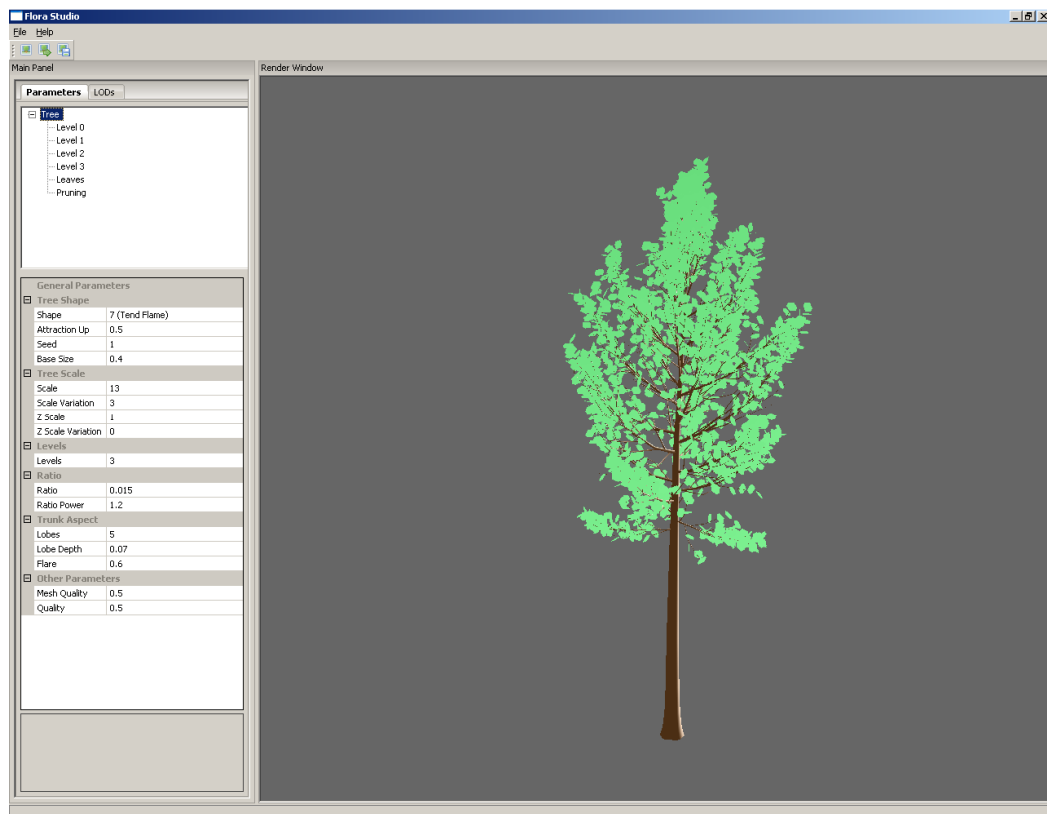 Flora Studio
File Help
Main Panel
Render Window
Parameters LODs
Tree
Level 0
Level 1
Level 2
Level 3
Leaves
Pruning
General Parameters
Tree Shape
Shape 7 (Tend Flame)
Attraction Up 0.5
Seed 1
Base Size 0.4
Tree Scale
Scale 13
Scale Variation 3
Z Scale 1
Z Scale Variation 0
Levels
Levels 3
Ratio
Ratio 0.015
Ratio Power 1.2
Trunk Aspect
Lobes 5
Lobe Depth 0.07
Flare 0.6
Other Parameters
Mesh Quality 0.5
Quality 0.5